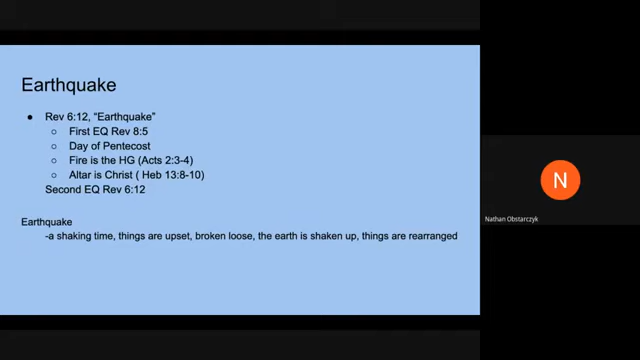 Earthquake
● Rev 6:12, "Earthquake"
○ First EQ Rev 8:5
○ Day of Pentecost
○ Fire is the HG (Acts 2:3-4)
○ Altar is Christ ( Heb 13:8-10)
Second EQ Rev 6:12
Earthquake
-a shaking time, things are upset, broken loose, the earth is shaken up, things are rearranged
N
Nathan Obstarczyk